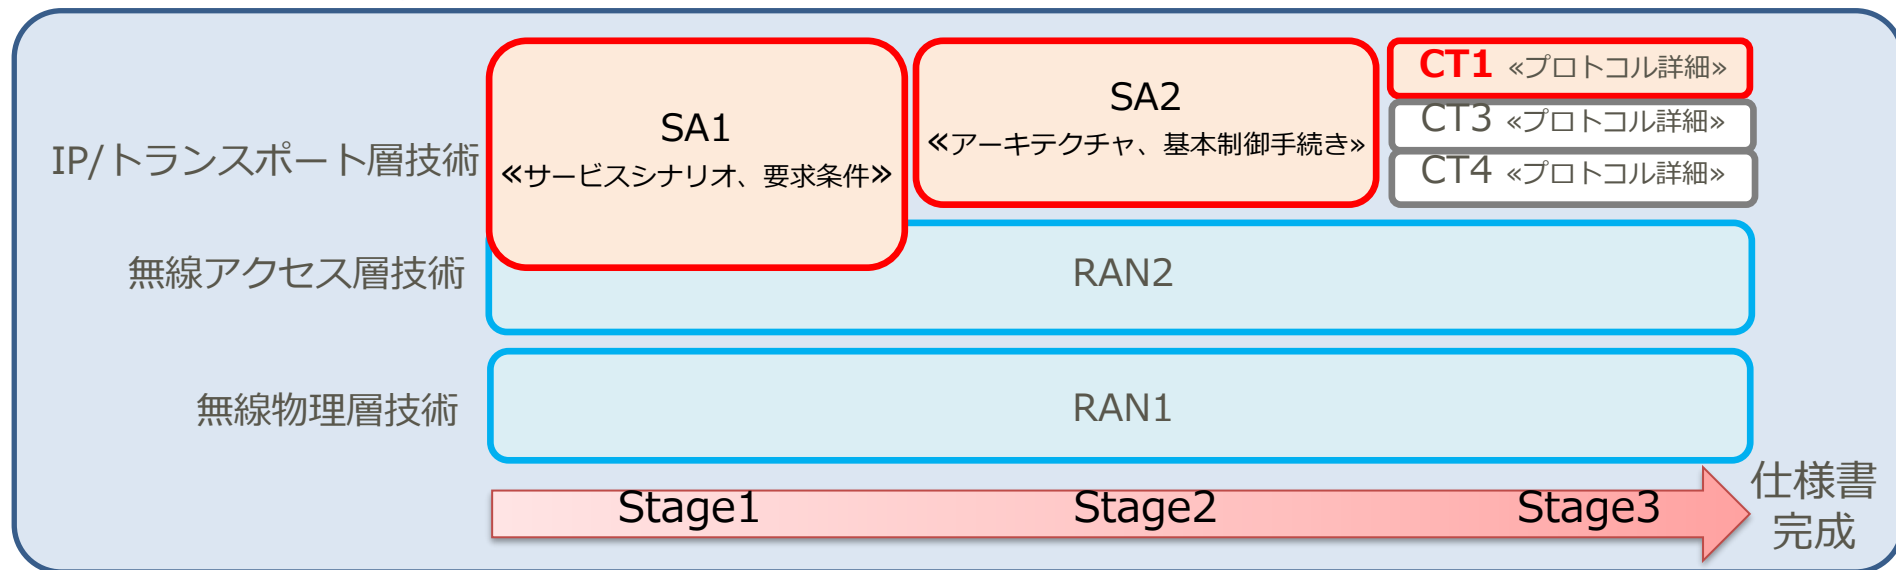 IP/トランスポート層技術
SA1
«サービスシナリオ、要求条件»
SA2
«アーキテクチャ、基本制御手続き»
CT1 «プロトコル詳細»
CT3 «プロトコル詳細»
CT4 «プロトコル詳細»
無線アクセス層技術
RAN2
無線物理層技術
RAN1
Stage1
Stage2
Stage3
仕様書
完成